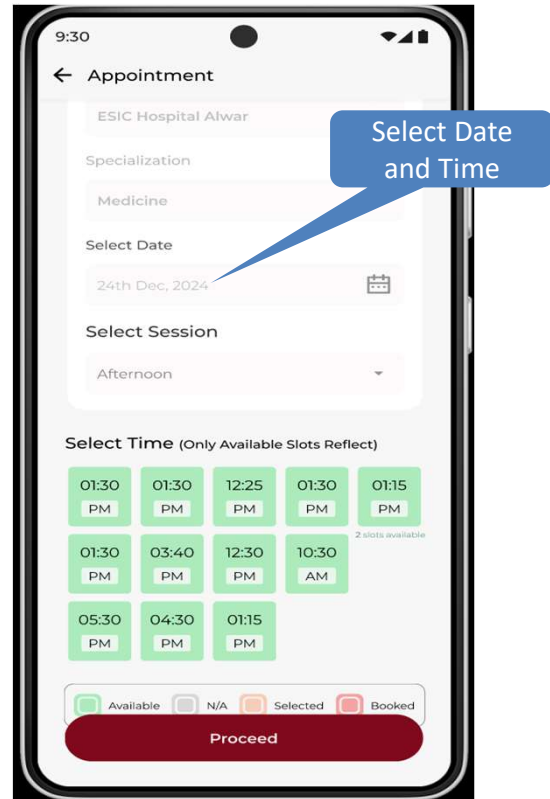 9:30
Appointment
ESIC Hospital Alwar
Select Date
and Time
Specialization
Medicine
Select Date
24th Dec, 2024
Select Session
Afternoon
Select Time (Only Available Slots Reflect)
01:30 01:30 12:25 01:30 01:15
PM PM PM PM PM
2 slots available
01:30 03:40 12:30 10:30
PM PM PM AM
05:30 04:30 01:15
PM PM PM
Available N/A Selected Booked
Proceed